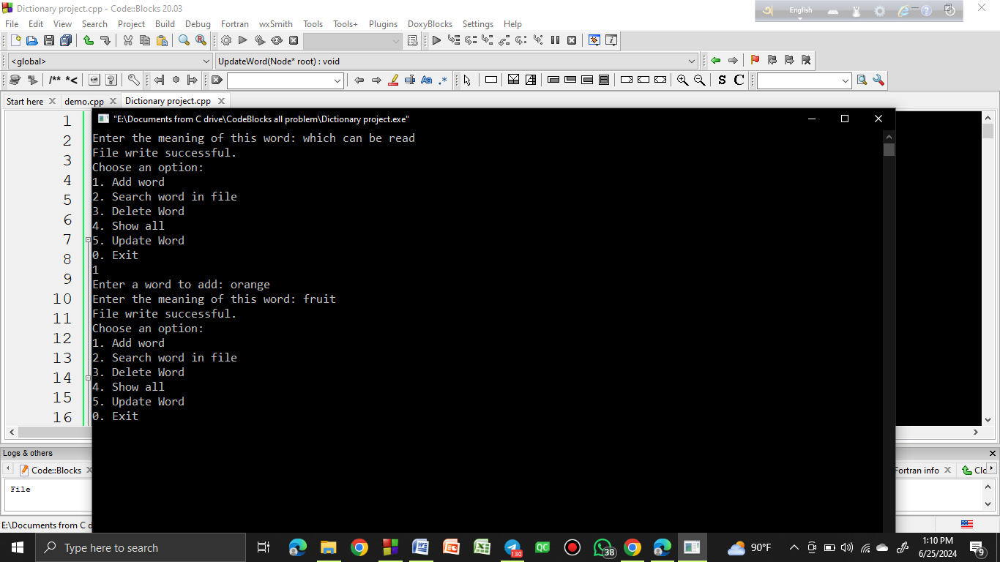 Dictionary project.cpp - Code::Blocks 20.03
English
File Edit View Search Project Build Debug Fortran wxSmith Tools Tools+ Plugins DoxyBlocks Settings Help
<global>
UpdateWord(Node* root) : void
/** *<
Aa .*
S C
Start here demo.cpp Dictionary project.cpp
1
2
3
4
5
6
7
8
9
10
11
12
13
14
15
16
"E:\Documents from C drive\CodeBlocks all problem\Dictionary project.exe"
Enter the meaning of this word: which can be read
File write successful.
Choose an option:
1. Add word
2. Search word in file
3. Delete Word
4. Show all
5. Update Word
0. Exit
1
Enter a word to add: orange
Enter the meaning of this word: fruit
File write successful.
Choose an option:
1. Add word
2. Search word in file
3. Delete Word
4. Show all
5. Update Word
0. Exit
Logs & others
Code::Blocks
Fortran info
Clo
File
E:\Documents from C d
Type here to search
130
QC
38
90°F
1:10 PM
6/25/2024
9